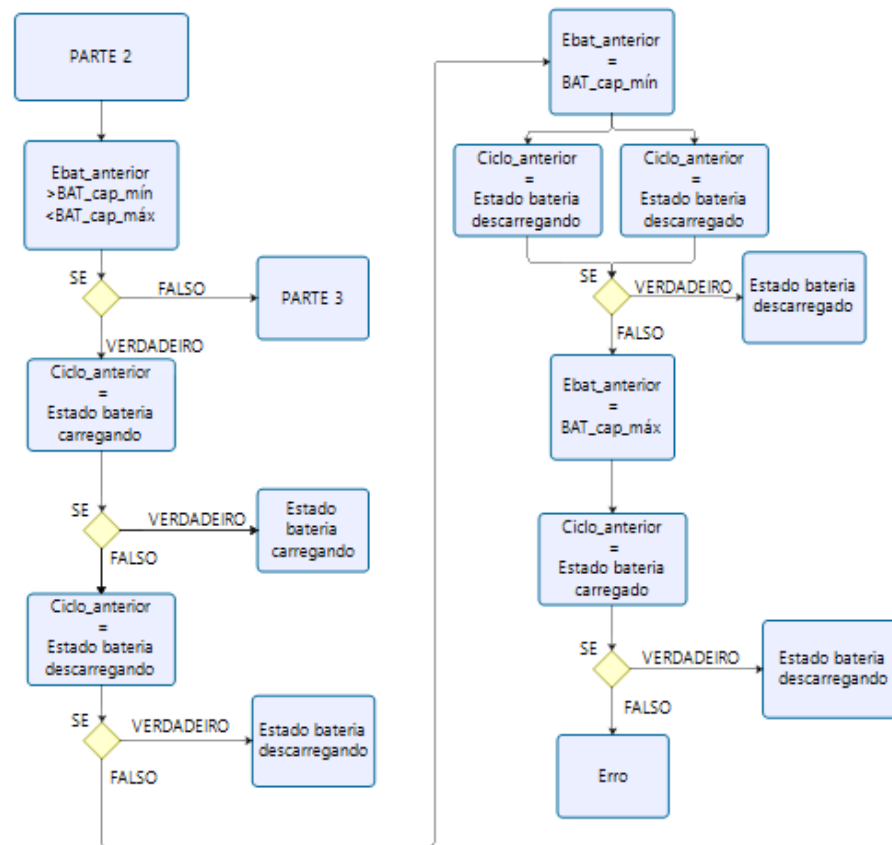 PARTE 2
Ebat_anterior
>BAT_cap_mín
<BAT_cap_máx
SE
FALSO
PARTE 3
VERDADEIRO
Ciclo_anterior
=
Estado bateria
carregando
SE
VERDADEIRO
Estado
bateria
carregando
FALSO
Ciclo_anterior
=
Estado bateria
descarregando
SE
VERDADEIRO
Estado bateria
descarregando
FALSO
Ebat_anterior
=
BAT_cap_mín
Ciclo_anterior
=
Estado bateria
descarregando
Ciclo_anterior
=
Estado bateria
descarregado
SE
VERDADEIRO
Estado bateria
descarregado
FALSO
Ebat_anterior
=
BAT_cap_máx
Ciclo_anterior
=
Estado bateria
carregado
SE
VERDADEIRO
Estado bateria
descarregando
FALSO
Erro